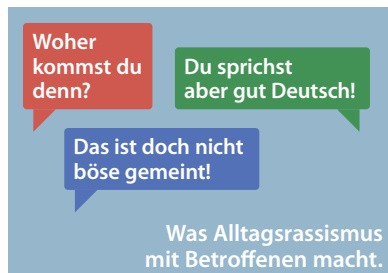 Woher
kommst du
denn?
Du sprichst
aber gut Deutsch!
Das ist doch nicht
böse gemeint!
Was Alltagsrassismus
mit Betroffenen macht.